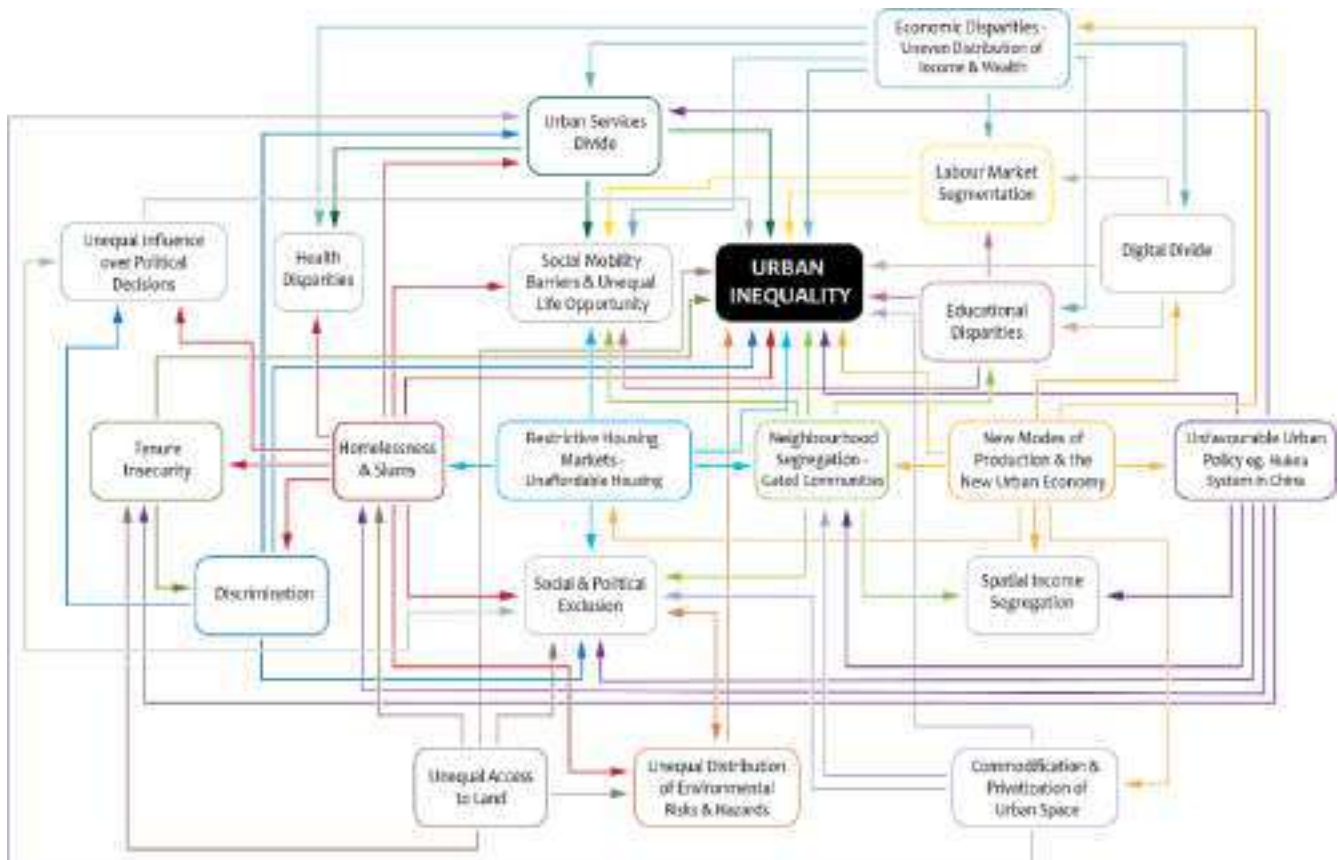 Economic Disparities -
Uneven Distribution of
Income & Wealth
Urban Services
Divide
Labour Market
Segmentation
Unequal Influence
over Political
Decisions
Health
Disparities
Social Mobility
Barriers & Unequal
Life Opportunity
URBAN
INEQUALITY
Educational
Disparities
Digital Divide
Tenure
Insecurity
Homelessness
& Slums
Restrictive Housing
Markets -
Unaffordable Housing
Neighbourhood
Segregation -
Gated Communities
New Modes of
Production & the
New Urban Economy
Unfavourable Urban
Policy eg. Hukou
System in China
Discrimination
Social & Political
Exclusion
Spatial Income
Segregation
Unequal Access
to Land
Unequal Distribution
of Environmental
Risks & Hazards
Commodification &
Privatization of
Urban Space